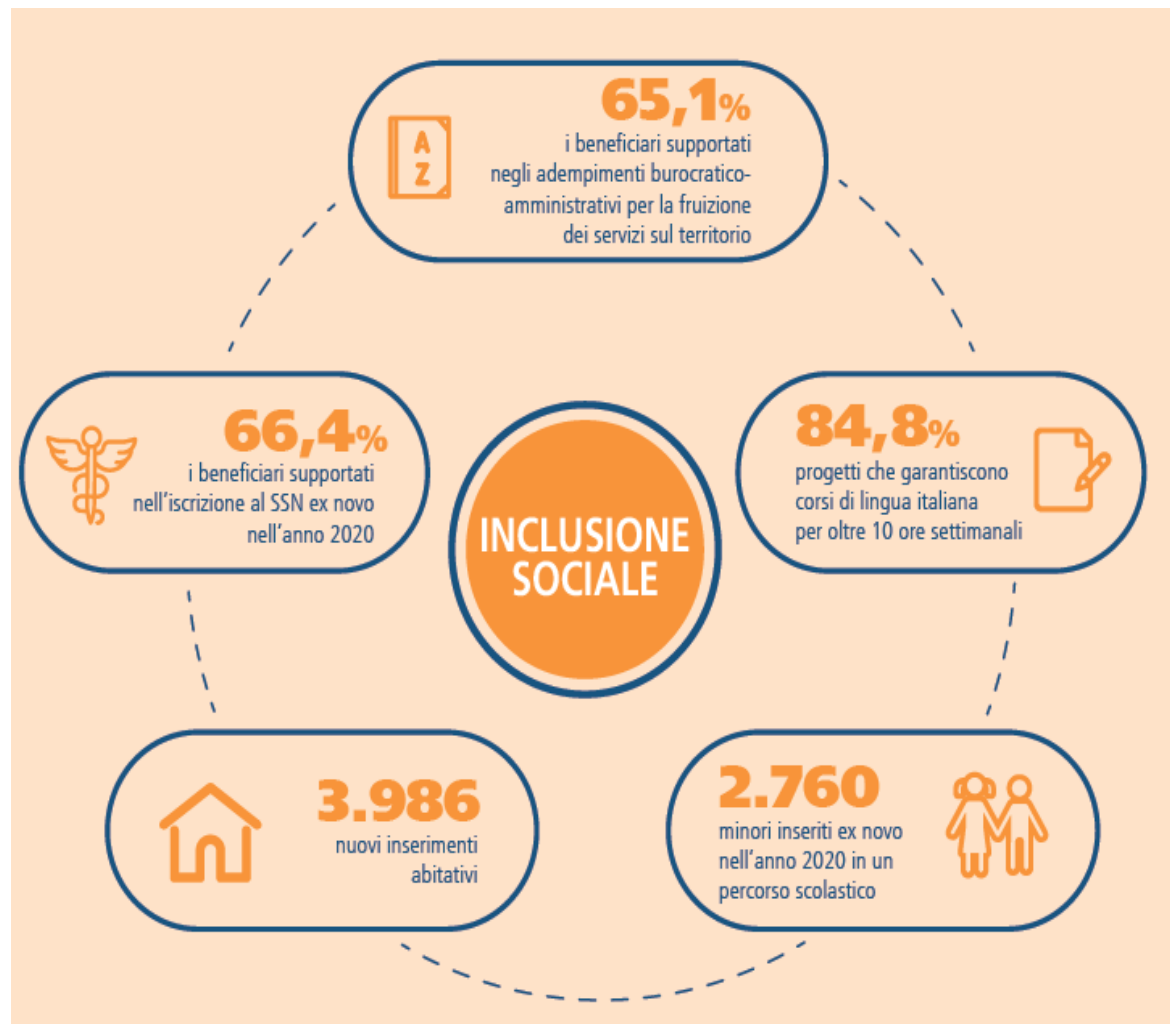 65,1%
i beneficiari supportati
negli adempimenti burocratico-
amministrativi per la fruizione
dei servizi sul territorio
A
Z
66,4%
i beneficiari supportati
nell'iscrizione al SSN ex novo
nell'anno 2020
84,8%
progetti che garantiscono
corsi di lingua italiana
per oltre 10 ore settimanali
INCLUSIONE
SOCIALE
3.986
nuovi inserimenti
abitativi
2.760
minori inseriti ex novo
nell'anno 2020 in un
percorso scolastico